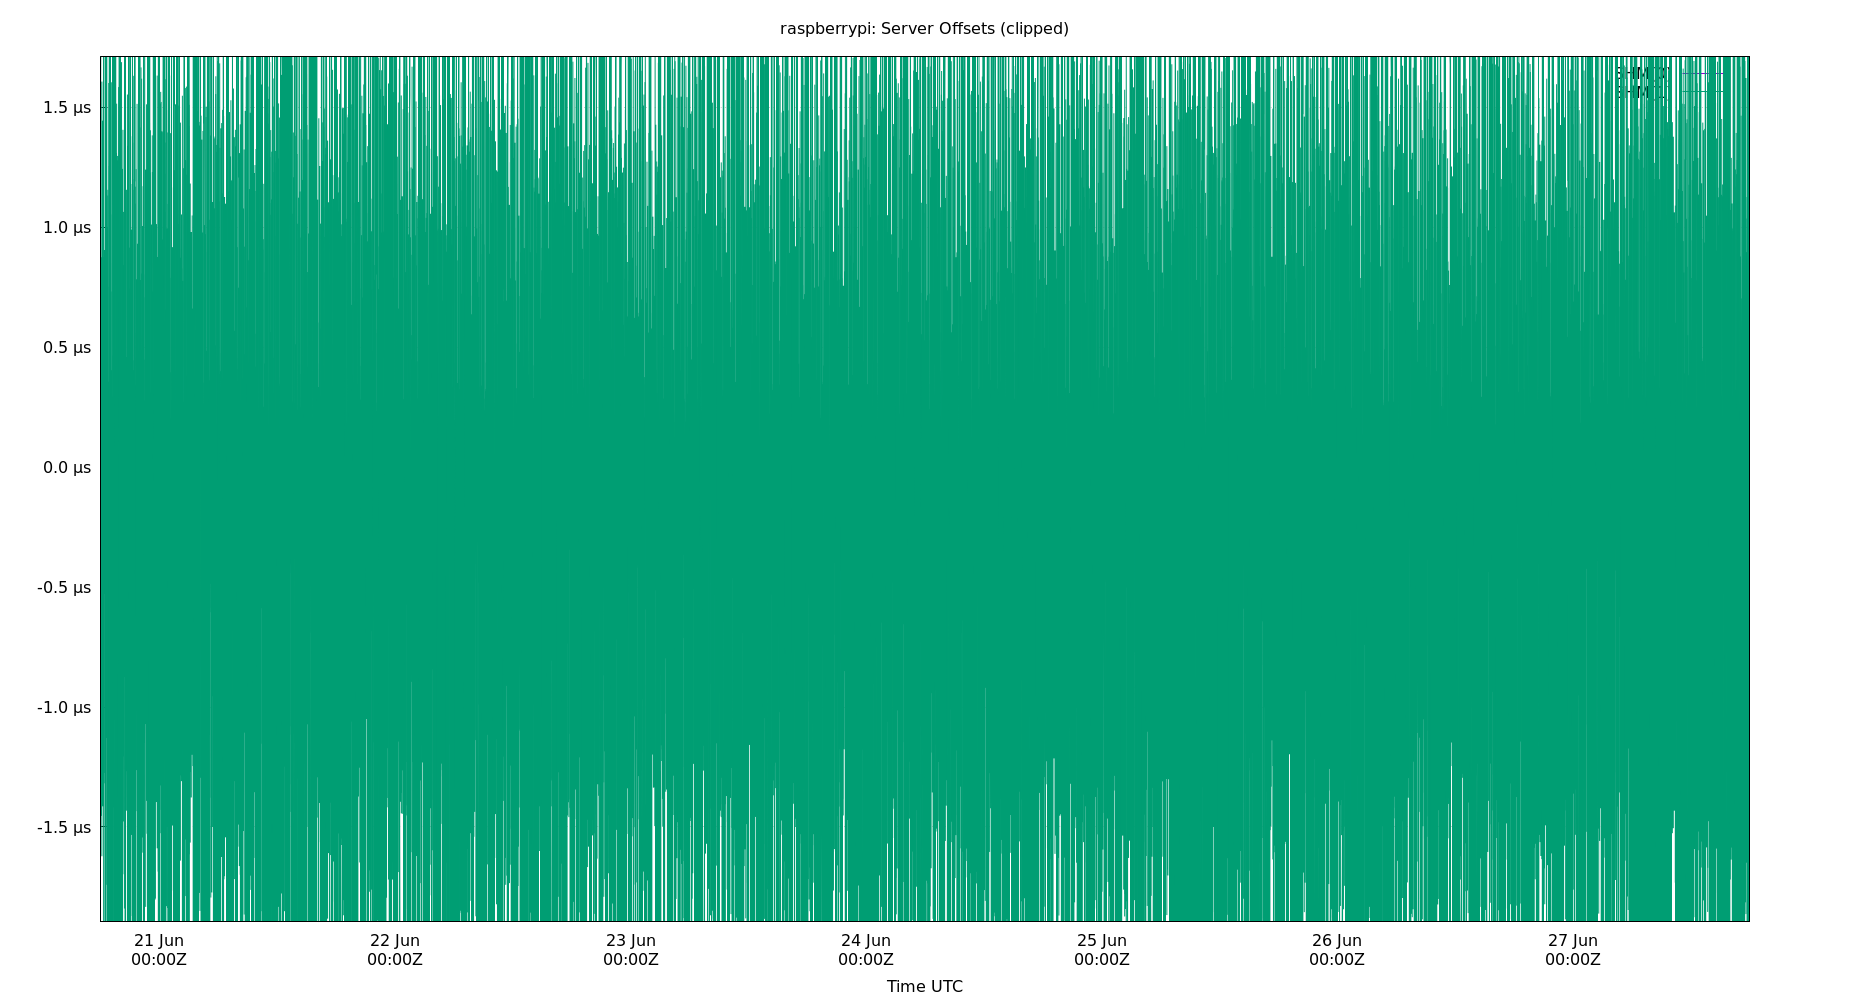 raspberrypi: Server Offsets (clipped)
1.5 µs
1.0 µs
0.5 µs
0.0 µs
-0.5 µs
-1.0 µs
-1.5 µs
21 Jun 22 Jun 23 Jun 24 Jun 25 Jun 26 Jun 27 Jun
00:00Z 00:00Z 00:00Z 00:00Z 00:00Z 00:00Z 00:00Z
Time UTC